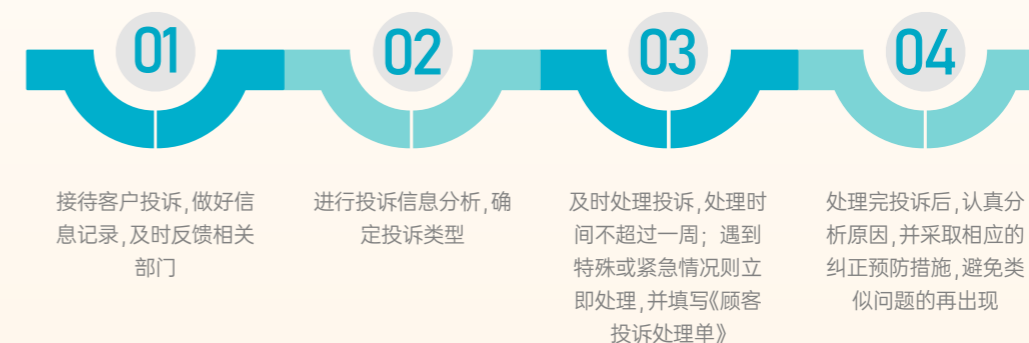 01
接待客户投诉,做好信
息记录,及时反馈相关
部门
02
进行投诉信息分析,确
定投诉类型
03
及时处理投诉,处理时
间不超过一周；遇到
特殊或紧急情况则立
即处理,并填写《顾客
投诉处理单》
04
处理完投诉后,认真分
析原因,并采取相应的
纠正预防措施,避免类
似问题的再出现